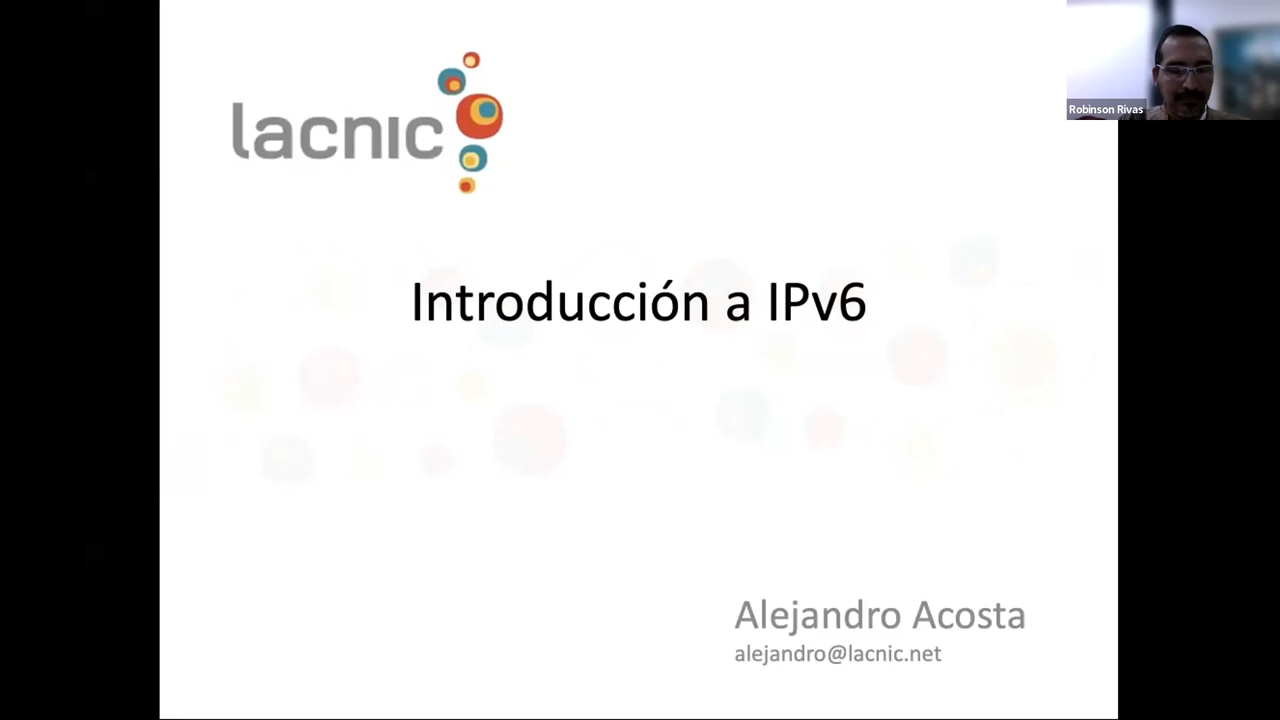 lacnic
Robinson Rivas
Introducción a IPv6
Alejandro Acosta
alejandro@lacnic.net